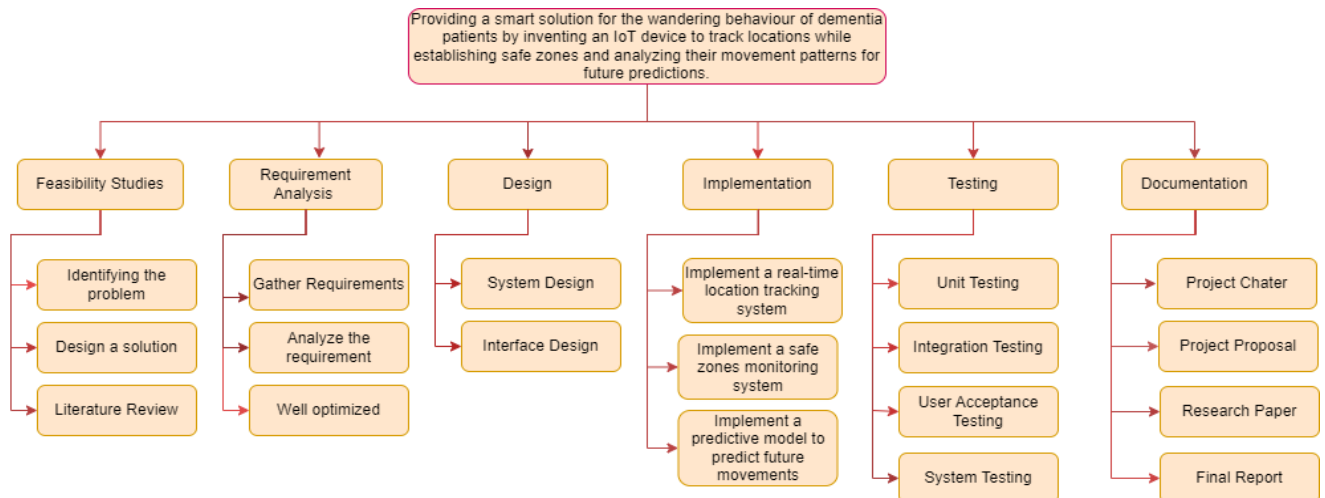 Providing a smart solution for the wandering behaviour of dementia
patients by inventing an IoT device to track locations while
establishing safe zones and analyzing their movement patterns for
future predictions.
Feasibility Studies
Identifying the
problem
Design a solution
Literature Review
Requirement
Analysis
Gather Requirements
Analyze the
requirement
Well optimized
Design
System Design
Interface Design
Implementation
Implement a real-time
location tracking
system
Implement a safe
zones monitoring
system
Implement a
predictive model to
predict future
movements
Testing
Unit Testing
Integration Testing
User Acceptance
Testing
System Testing
Documentation
Project Chater
Project Proposal
Research Paper
Final Report